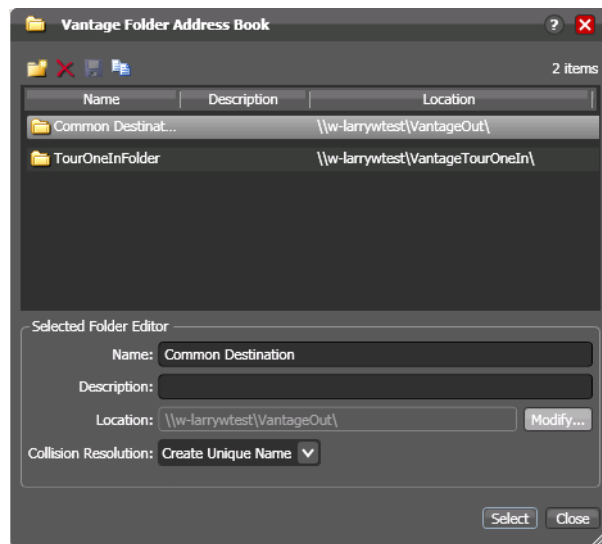 Vantage Folder Address Book
?
2 items
Name Description Location
Common Destinat... \\w-larrywtest\VantageOut\
TourOneInFolder \\w-larrywtest\VantageTourOneIn\
Selected Folder Editor
Name: Common Destination
Description:
Location: \\w-larrywtest\VantageOut\ Modify...
Collision Resolution: Create Unique Name
Select Close